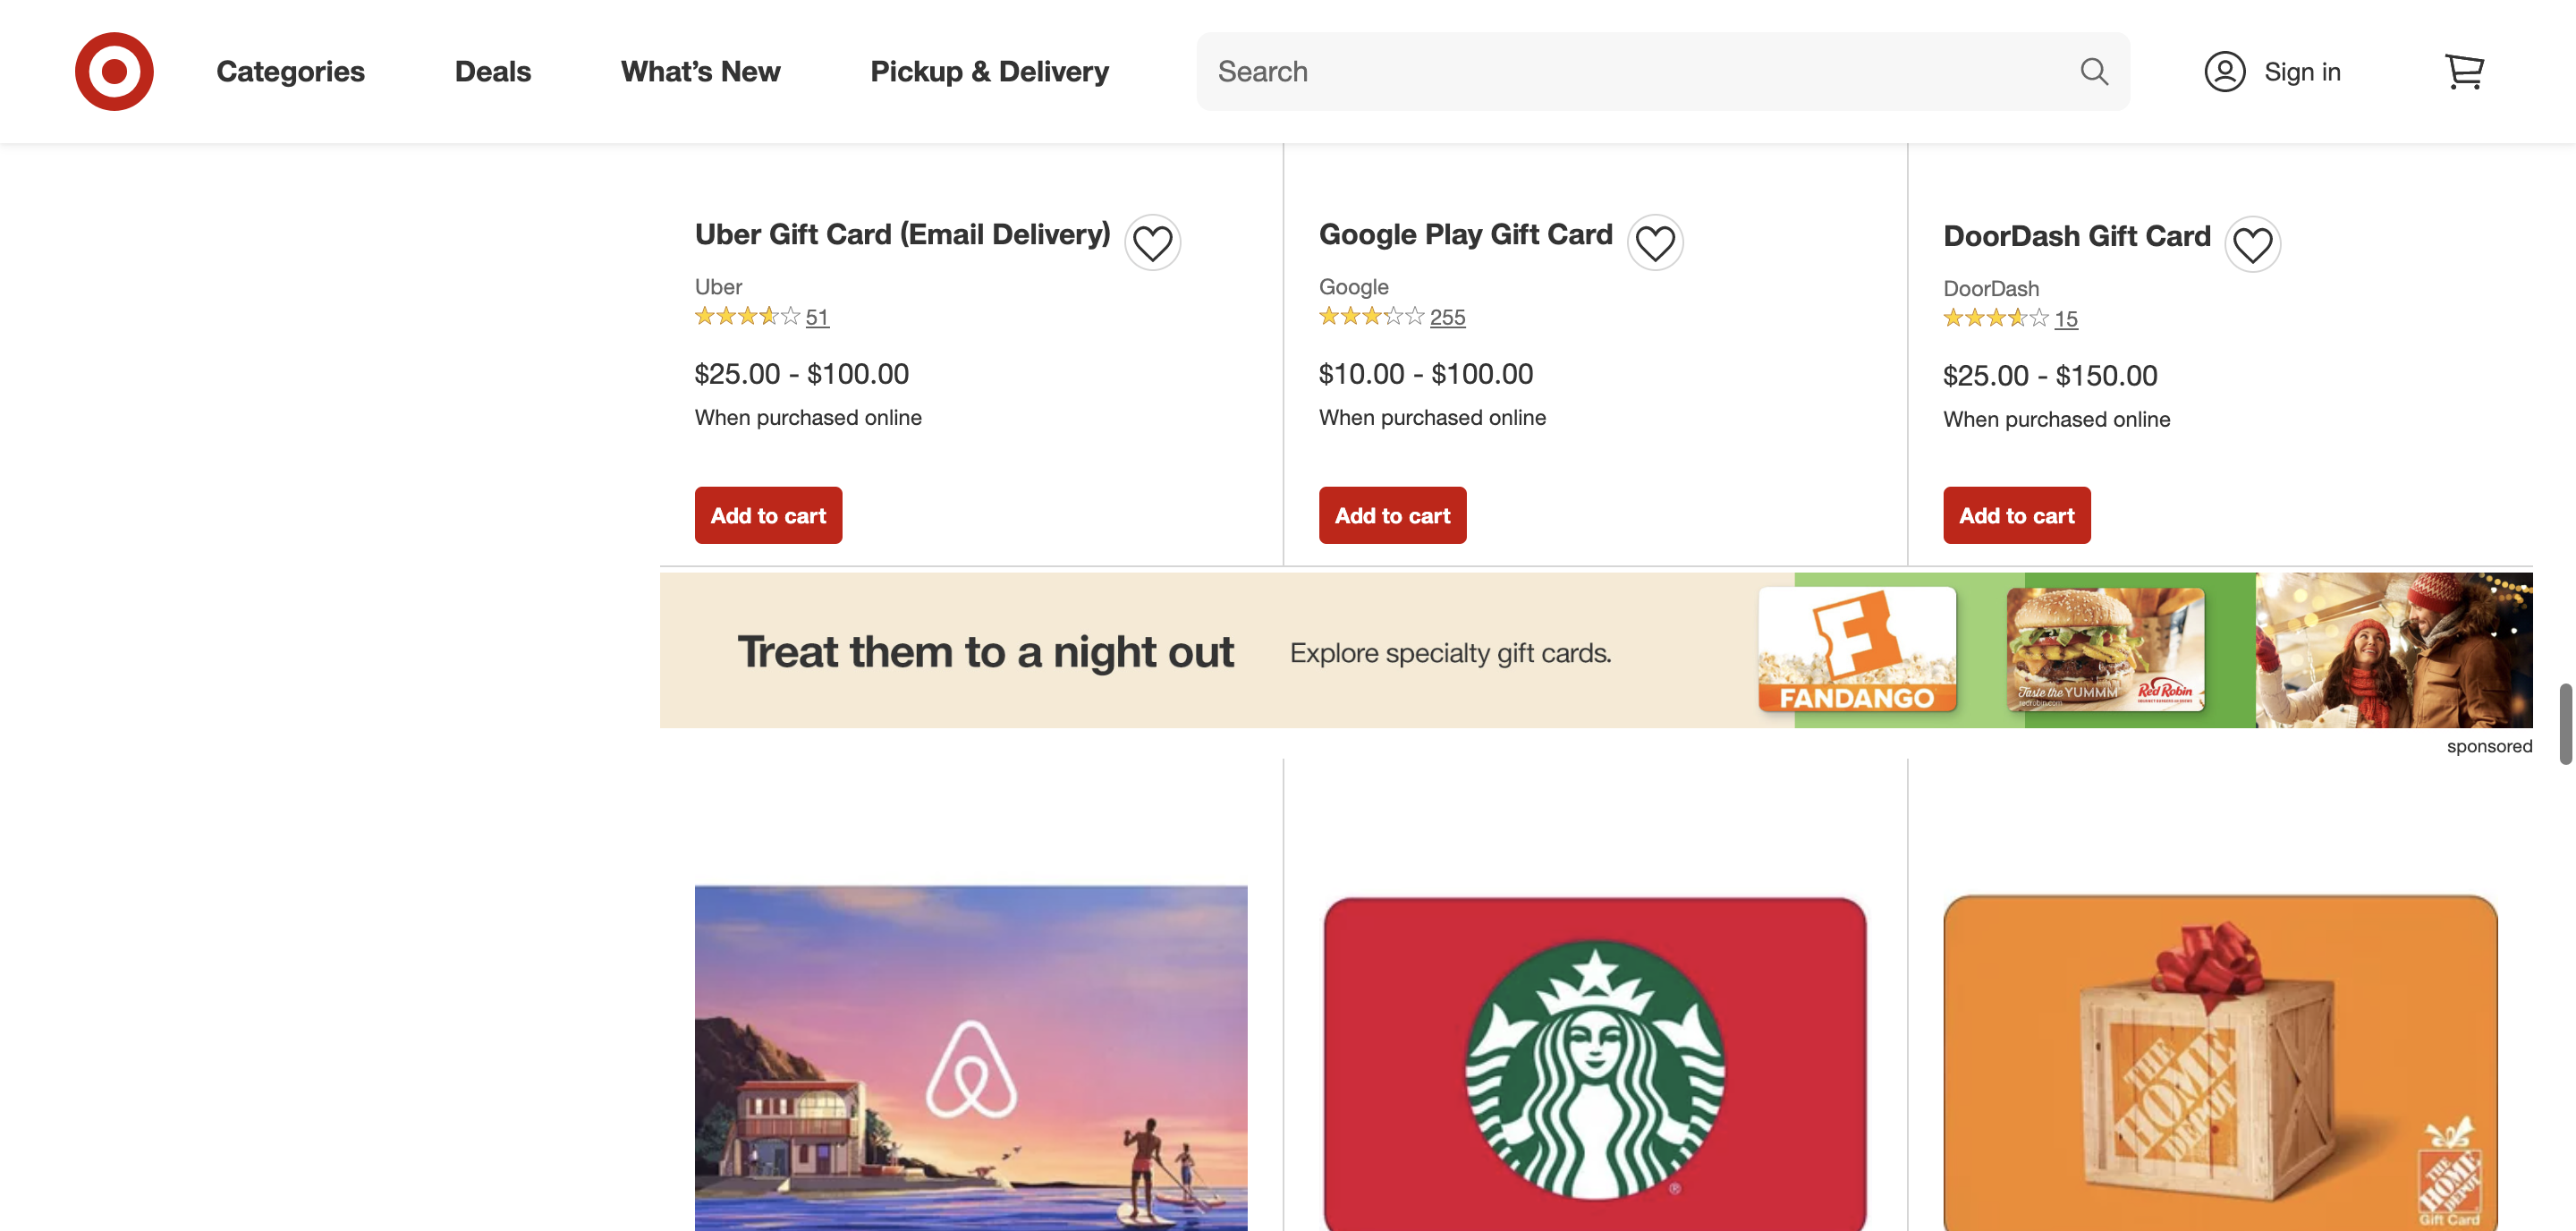 Categories
Deals
What's New
Pickup & Delivery
Search
Sign in
Uber Gift Card (Email Delivery)
Uber
51
$25.00 - $100.00
When purchased online
Add to cart
Google Play Gift Card
Google
255
$10.00 - $100.00
When purchased online
Add to cart
DoorDash Gift Card
DoorDash
15
$25.00 - $150.00
When purchased online
Add to cart
Treat them to a night out
Explore specialty gift cards.
FANDANGO
Taste the YUMMM
redrobin.com
Red Robin
sponsored
THE
HOME
DEPOT
THE
HOME
DEPOT
Gift Card